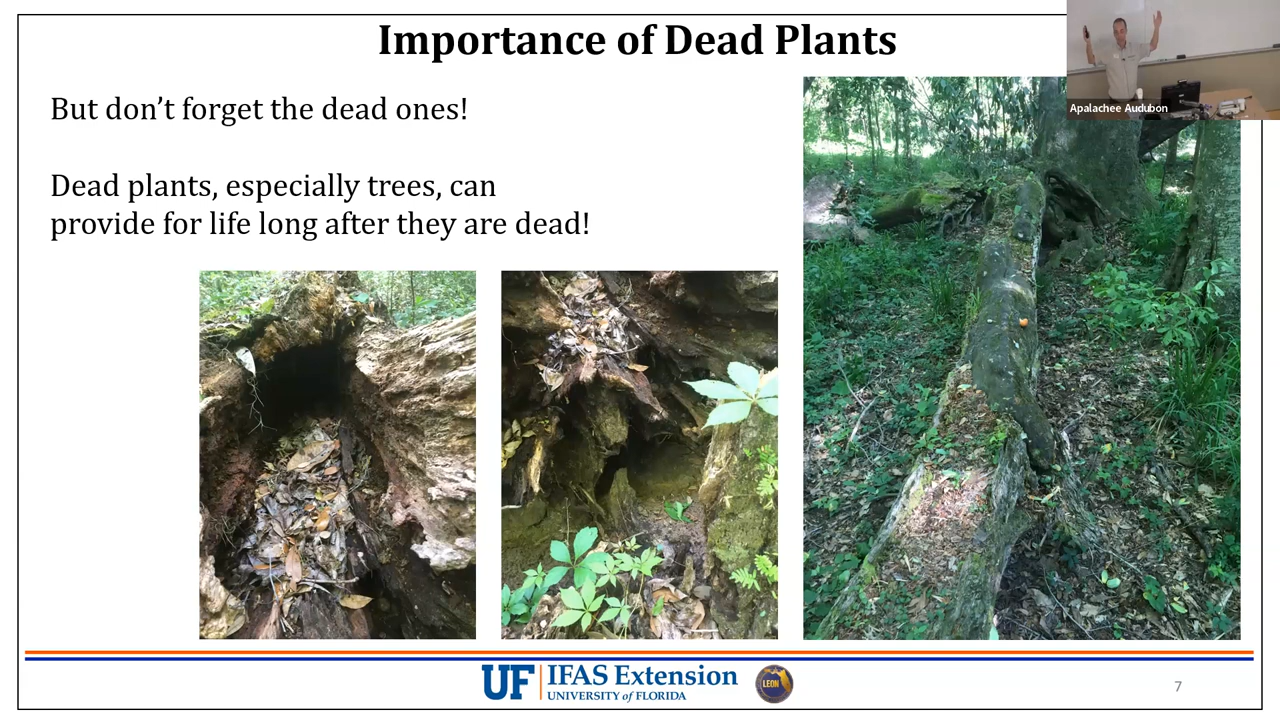 Importance of Dead Plants
Apalachee Audubon
But don't forget the dead ones!
Dead plants, especially trees, can
provide for life long after they are dead!
UF IFAS Extension
UNIVERSITY of FLORIDA
LEON
7